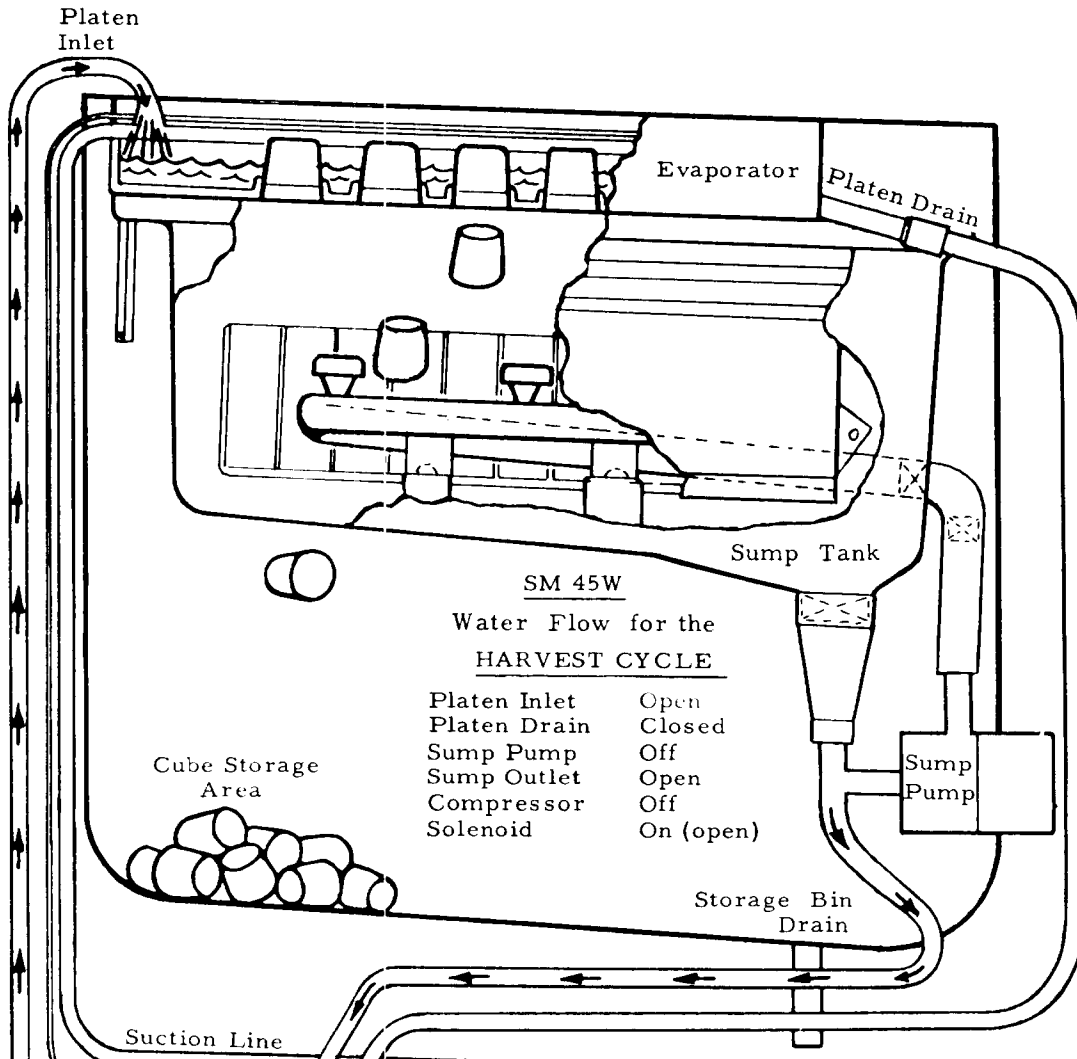 Platen
Inlet
Evaporator
Platen Drain
Sump Tank
SM 45W
Water Flow for the
HARVEST CYCLE
Platen Inlet Open
Platen Drain Closed
Sump Pump Off
Sump Outlet Open
Compressor Off
Solenoid On (open)
Sump
Pump
Cube Storage
Area
Storage Bin
Drain
Suction Line